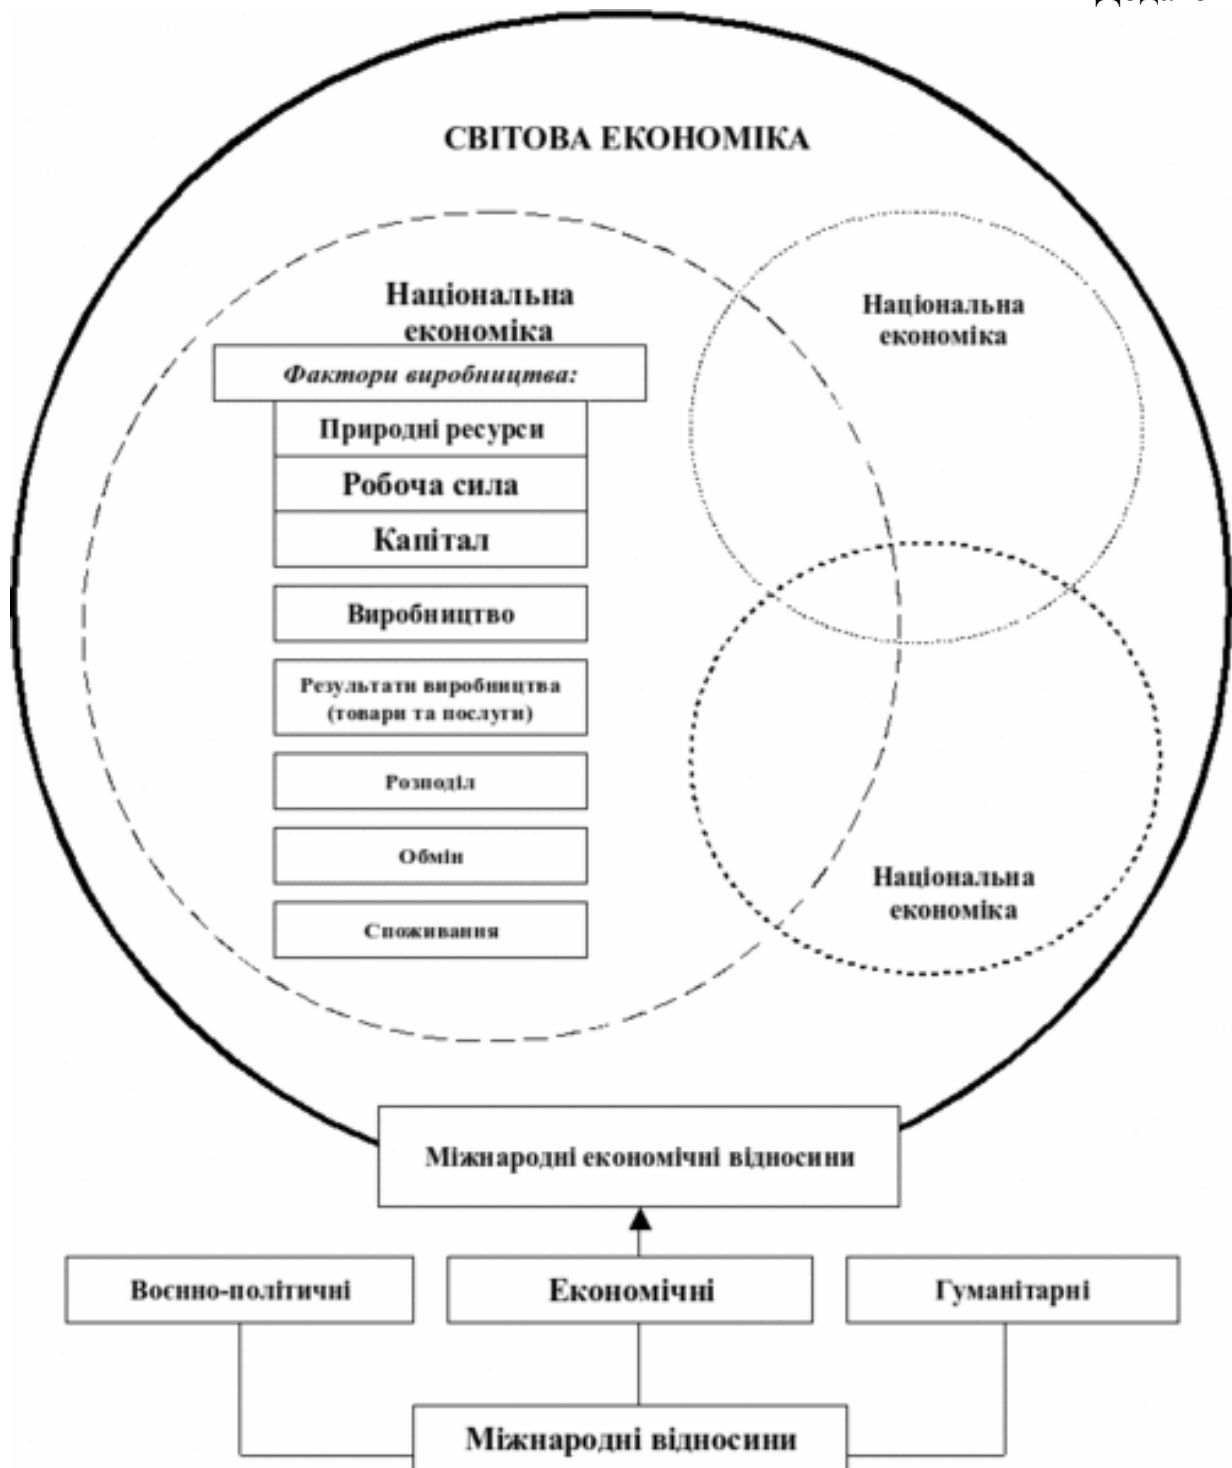 СВІТОВА ЕКОНОМІКА
Національна
економіка
Національна
економіка
Фактори виробництва:
Природні ресурси
Робоча сила
Капітал
Виробництво
Результати виробництва
(товари та послуги)
Розподіл
Обмін
Споживання
Національна
економіка
Міжнародні економічні відносини
Воєнно-політичні
Економічні
Гуманітарні
Міжнародні відносини